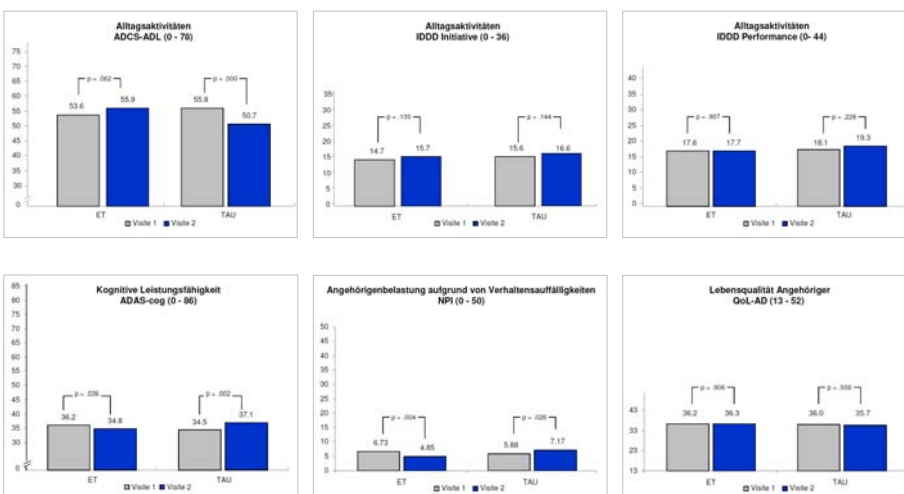 Alltagsaktivitäten
ADCS-ADL (0 - 78)
75
70
65
60
55
50
45
40
35
30
0
p = .062
p = .000
53.6
55.9
55.9
50.7
ET
TAU
Visite 1 Visite 2
Alltagsaktivitäten
IDDD Initiative (0 - 36)
35
30
25
20
15
10
5
0
p = .135
p = .144
14.7
15.7
15.6
16.6
ET
TAU
Visite 1 Visite 2
Alltagsaktivitäten
IDDD Performance (0- 44)
40
35
30
25
20
15
10
5
0
p = .907
p = .226
17.6
17.7
18.1
19.3
ET
TAU
Visite 1 Visite 2
Kognitive Leistungsfähigkeit
ADAS-cog (0 - 86)
85
80
75
70
65
60
55
50
45
40
35
30
0
p = .036
p = .002
36.2
34.8
34.5
37.1
ET
TAU
Visite 1 Visite 2
Angehörigenbelastung aufgrund von Verhaltensauffälligkeiten
NPI (0 - 50)
50
45
40
35
30
25
20
15
10
5
0
p = .004
p = .026
6.73
4.85
5.88
7.17
ET
TAU
Visite 1 Visite 2
Lebensqualität Angehöriger
QoL-AD (13 - 52)
43
33
23
13
p = .906
p = .506
36.2
36.3
36.0
35.7
ET
TAU
Visite 1 Visite 2